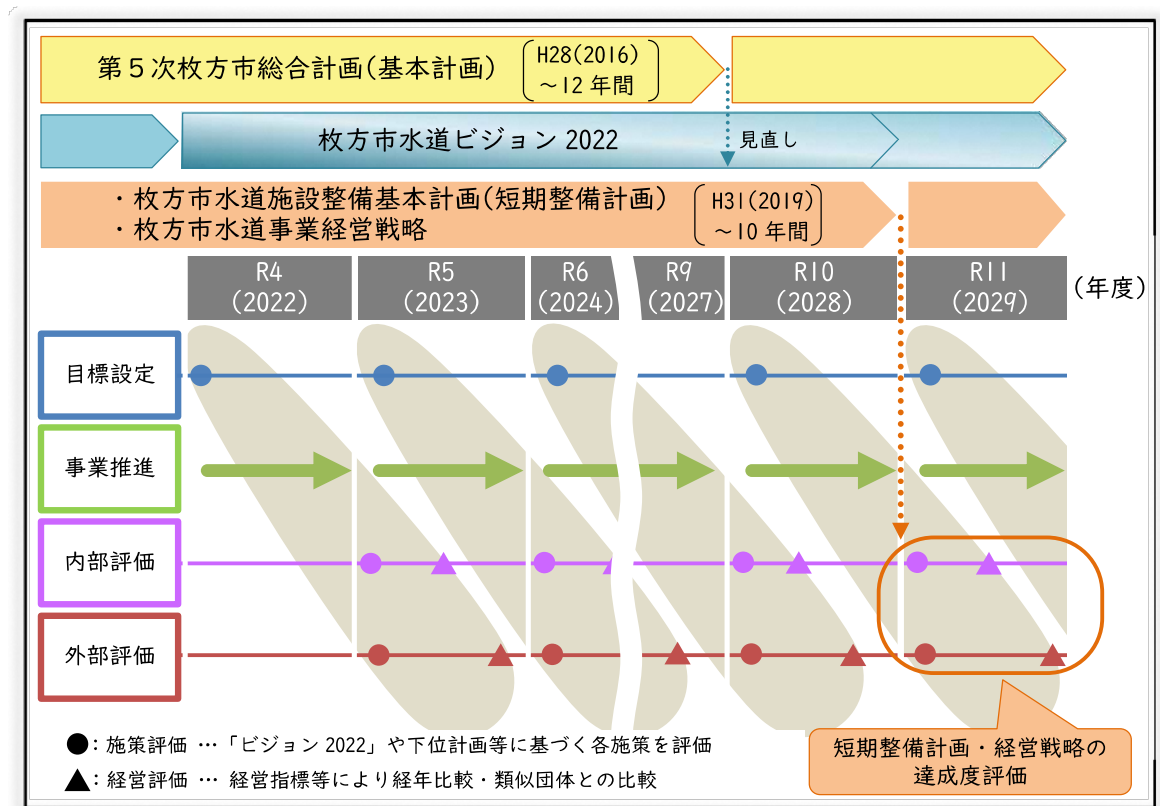 第5次枚方市総合計画(基本計画)
H28(2016)
～12年間
枚方市水道ビジョン2022
見直し
・枚方市水道施設整備基本計画(短期整備計画)
・枚方市水道事業経営戦略
H31(2019)
～10年間
R4
(2022)
R5
(2023)
R6
(2024)
R9
(2027)
R10
(2028)
R11
(2029)
(年度)
目標設定
事業推進
内部評価
外部評価
●：施策評価 …「ビジョン2022」や下位計画等に基づく各施策を評価
▲：経営評価 … 経営指標等により経年比較・類似団体との比較
短期整備計画・経営戦略の
達成度評価